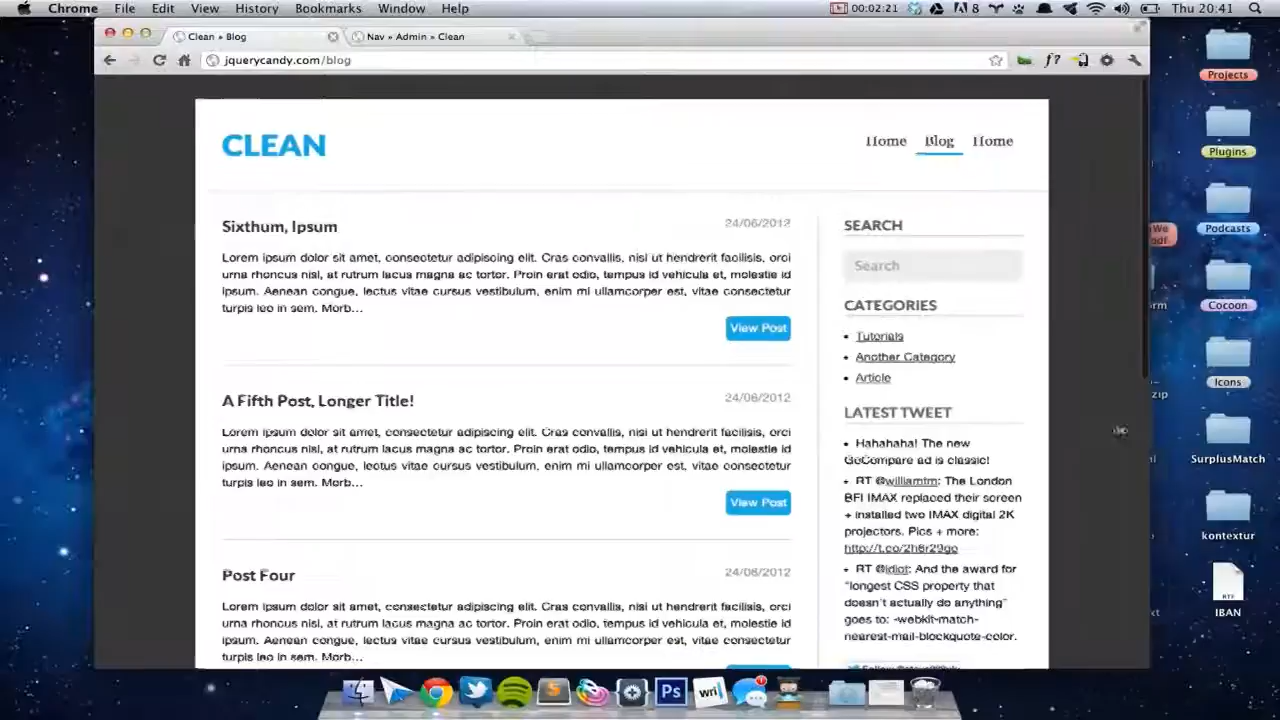 Chrome File Edit View History Bookmarks Window Help 00:02:21 8 Thu 20:41
Clean » Blog Nav » Admin » Clean
jquerycandy.com/blog f?
CLEAN
Home Blog Home
Sixthum, Ipsum
24/06/2012
Lorem ipsum dolor sit amet, consectetur adipiscing elit. Cras convallis, nisl ut hendrerit facilisis, orci
urna rhoncus nisl, at rutrum lacus magna ac tortor. Proin erat odio, tempus id vehicula et, molestie id
ipsum. Aenean congue, lectus vitae cursus vestibulum, enim mi ullamcorper est, vitae consectetur
turpis leo in sem. Morb...
View Post
A Fifth Post, Longer Title!
24/06/2012
Lorem ipsum dolor sit amet, consectetur adipiscing elit. Cras convallis, nisl ut hendrerit facilisis, orci
urna rhoncus nisl, at rutrum lacus magna ac tortor. Proin erat odio, tempus id vehicula et, molestie id
ipsum. Aenean congue, lectus vitae cursus vestibulum, enim mi ullamcorper est, vitae consectetur
turpis leo in sem. Morb...
View Post
Post Four
24/06/2012
Lorem ipsum dolor sit amet, consectetur adipiscing elit. Cras convallis, nisl ut hendrerit facilisis, orci
urna rhoncus nisl, at rutrum lacus magna ac tortor. Proin erat odio, tempus id vehicula et, molestie id
ipsum. Aenean congue, lectus vitae cursus vestibulum, enim mi ullamcorper est, vitae consectetur
turpis leo in sem. Morb...
SEARCH
Search
CATEGORIES
Tutorials
Another Category
Article
LATEST TWEET
Hahahaha! The new
GoCompare ad is classic!
RT @williamtm: The London
BFI IMAX replaced their screen
+ installed two IMAX digital 2K
projectors. Pics + more:
RT @idiot: And the award for
"longest CSS property that
doesn't actually do anything"
goes to: -webkit-match-
nearest-mail-blockquote-color.
Projects
Plugins
Podcasts
Cocoon
Icons
SurplusMatch
kontextur
RTF
IBAN
We
pdf
orm
zip
S Ps wri